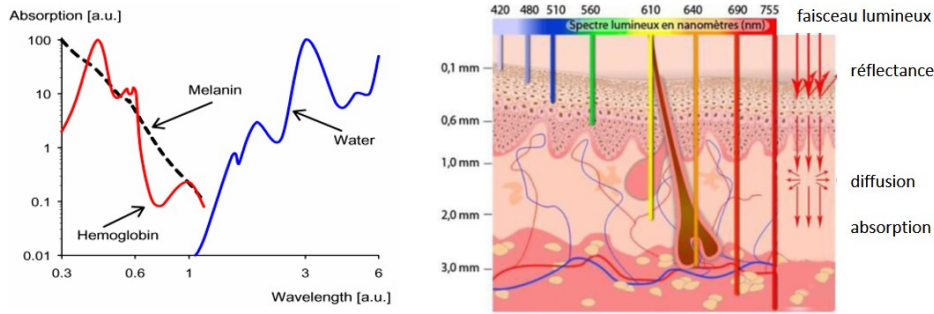 Absorption [a.u.]
100
10
1
0.1
0.01
Melanin
Water
Hemoglobin
0.3
0.6
1
3
6
Wavelength [a.u.]
420
480
510
560
610
640
690
755
Spectre lumineux en nanomètres (nm)
0,1 mm
0,6 mm
1,0 mm
2,0 mm
3,0 mm
faisceau lumineux
réflectance
diffusion
absorption